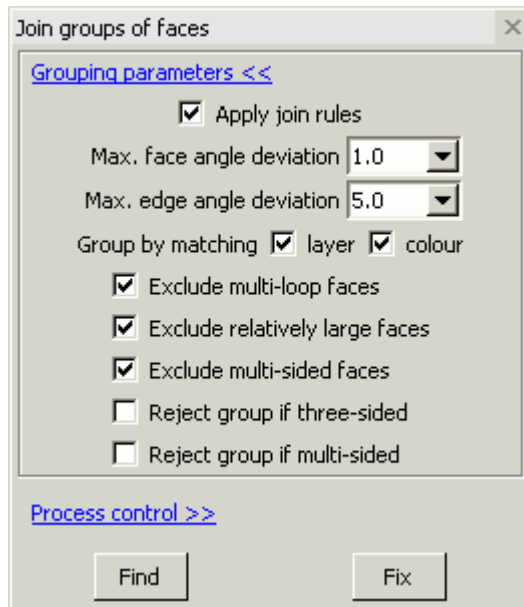 Join groups of faces
Grouping parameters <<
Apply join rules
Max. face angle deviation 1.0
Max. edge angle deviation 5.0
Group by matching layer colour
Exclude multi-loop faces
Exclude relatively large faces
Exclude multi-sided faces
Reject group if three-sided
Reject group if multi-sided
Process control >>
Find Fix